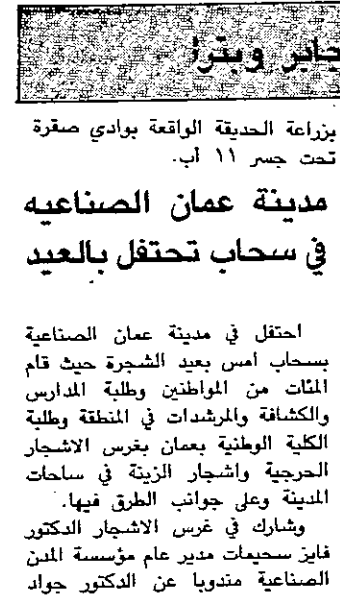 جابر وبترا
بزراعة الحديقة الواقعة بوادي صقرة
تحت جسر ١١ آب.
مدينة عمان الصناعيه
في سحاب تحتفل بالعيد
احتفل في مدينة عمان الصناعية
بسحاب امس بعيد الشجرة حيث قام
المئات من المواطنين وطلبة المدارس
والكشافة والمرشدات في المنطقة وطلبة
الكلية الوطنية بعمان بغرس الاشجار
الحرجية واشجار الزينة في ساحات
المدينة وعلى جوانب الطرق فيها.
وشارك في غرس الاشجار الدكتور
فايز سحيمات مدير عام مؤسسة المدن
الصناعية مندوبا عن الدكتور جواد